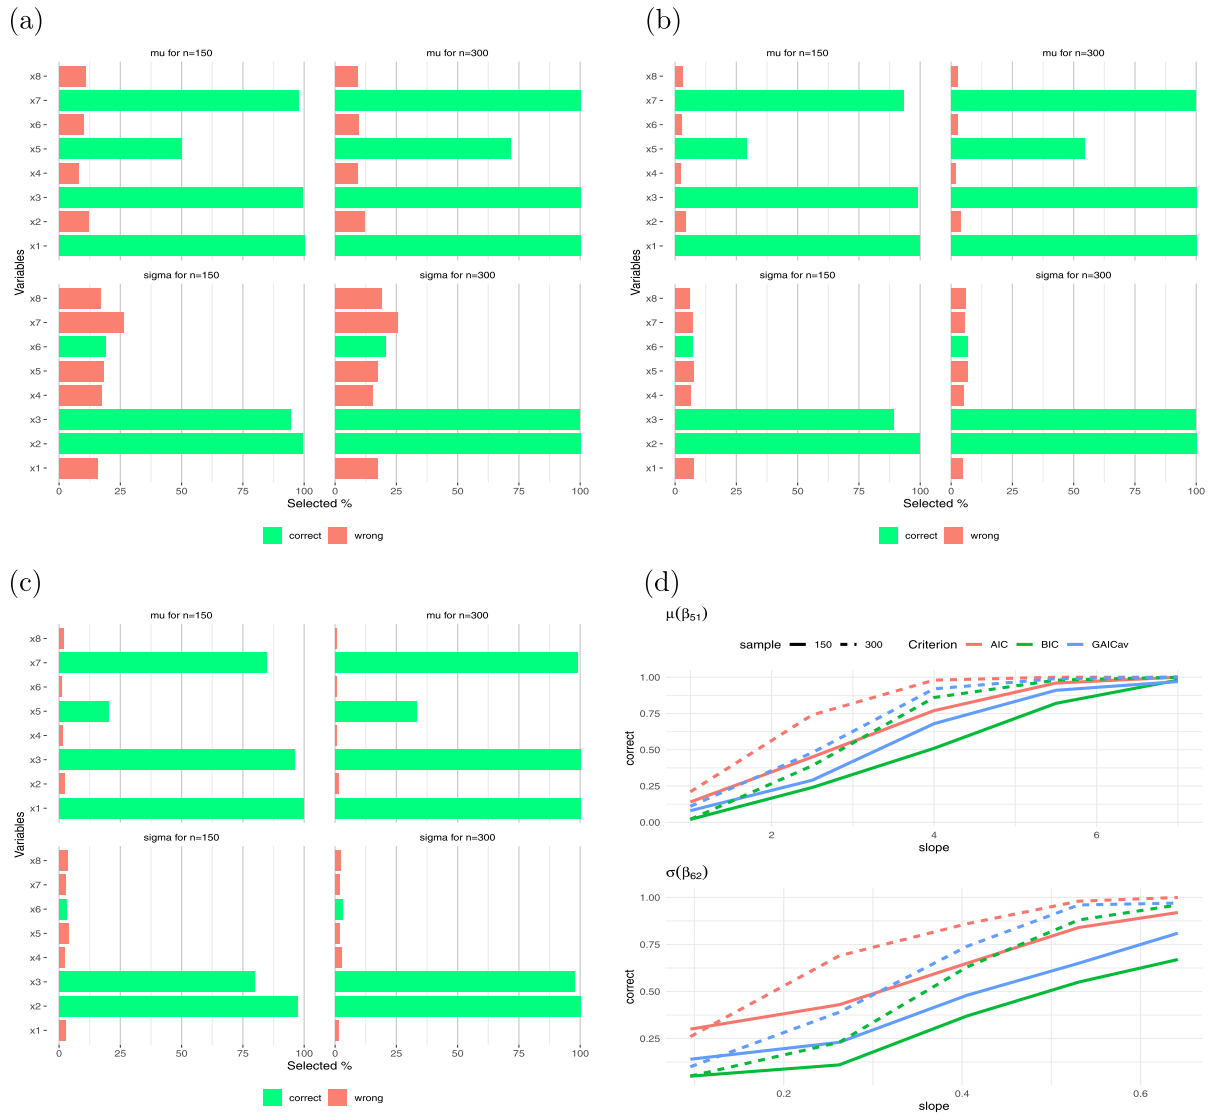 (a)
mu for n=150
mu for n=300
x8
x7
x6
x5
x4
x3
x2
x1
Variables
sigma for n=150
sigma for n=300
x8
x7
x6
x5
x4
x3
x2
x1
0 25 50 75 100
0 25 50 75 100
Selected %
correct wrong
(b)
mu for n=150
mu for n=300
x8
x7
x6
x5
x4
x3
x2
x1
Variables
sigma for n=150
sigma for n=300
x8
x7
x6
x5
x4
x3
x2
x1
0 25 50 75 100
0 25 50 75 100
Selected %
correct wrong
(c)
mu for n=150
mu for n=300
x8
x7
x6
x5
x4
x3
x2
x1
Variables
sigma for n=150
sigma for n=300
x8
x7
x6
x5
x4
x3
x2
x1
0 25 50 75 100
0 25 50 75 100
Selected %
correct wrong
(d)
μ(β51)
sample 150 300 Criterion AIC BIC GAICav
1.00
0.75
0.50
0.25
0.00
correct
2 4 6
slope
σ(β62)
1.00
0.75
0.50
0.25
correct
0.2 0.4 0.6
slope